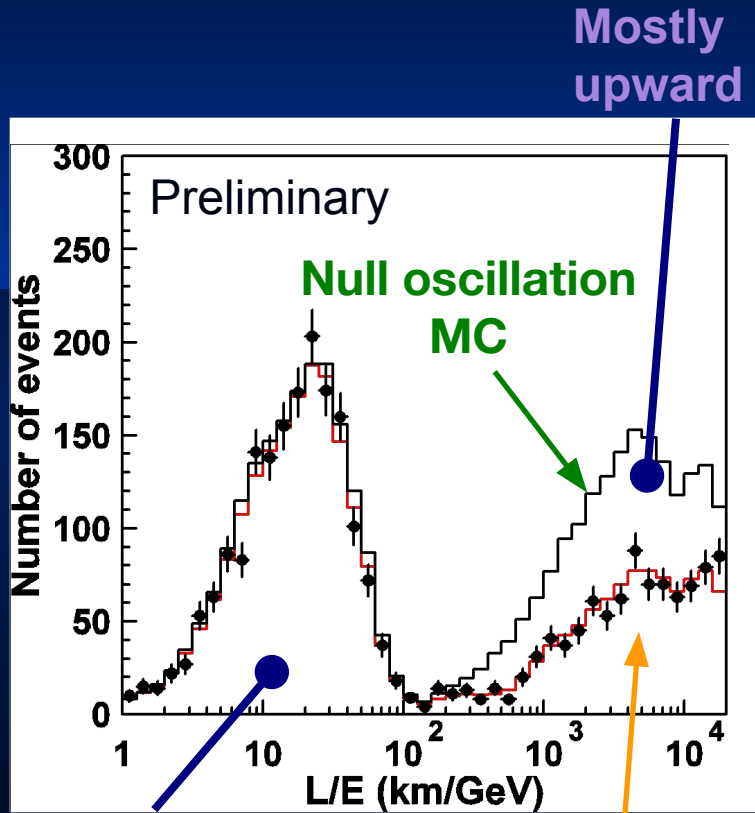 Mostly
upward
Preliminary
Null oscillation
MC
Number of events
300
250
200
150
100
50
0
1 10 10 2 10 3 10 4
L/E (km/GeV)